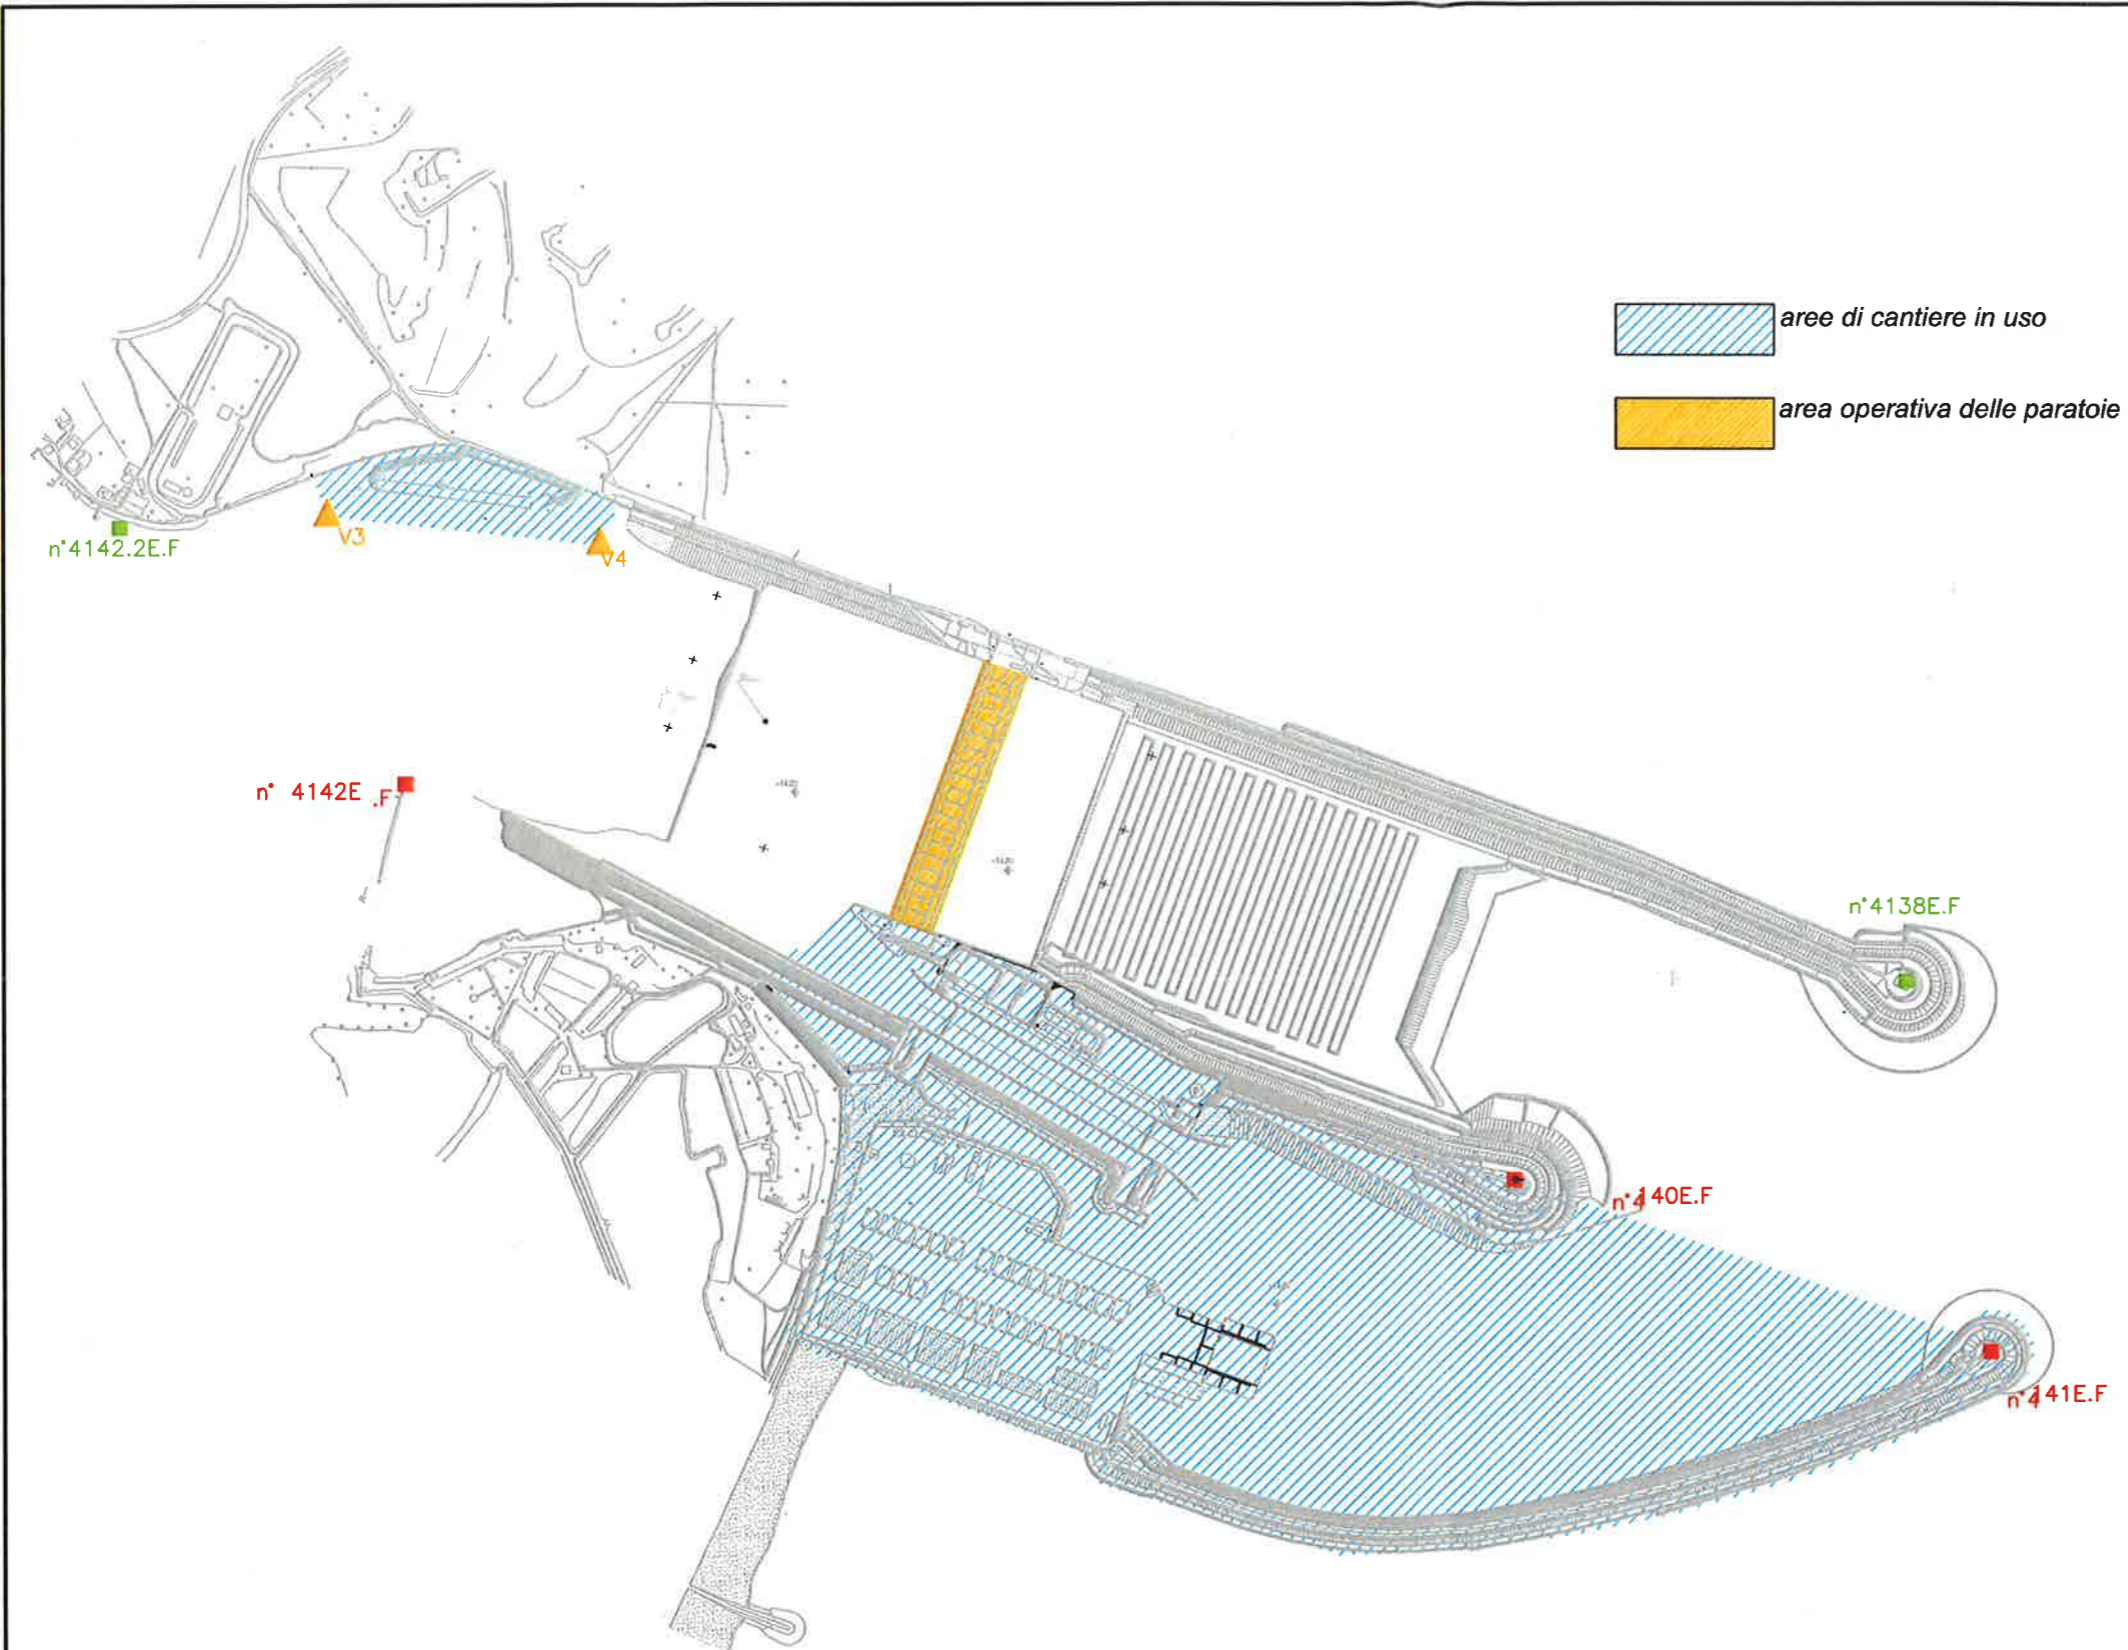 aree di cantiere in uso
area operativa delle paratoie
n°4142.2E.F
V3
V4
n° 4142E .F
n°4138E.F
n°4140E.F
n°4141E.F